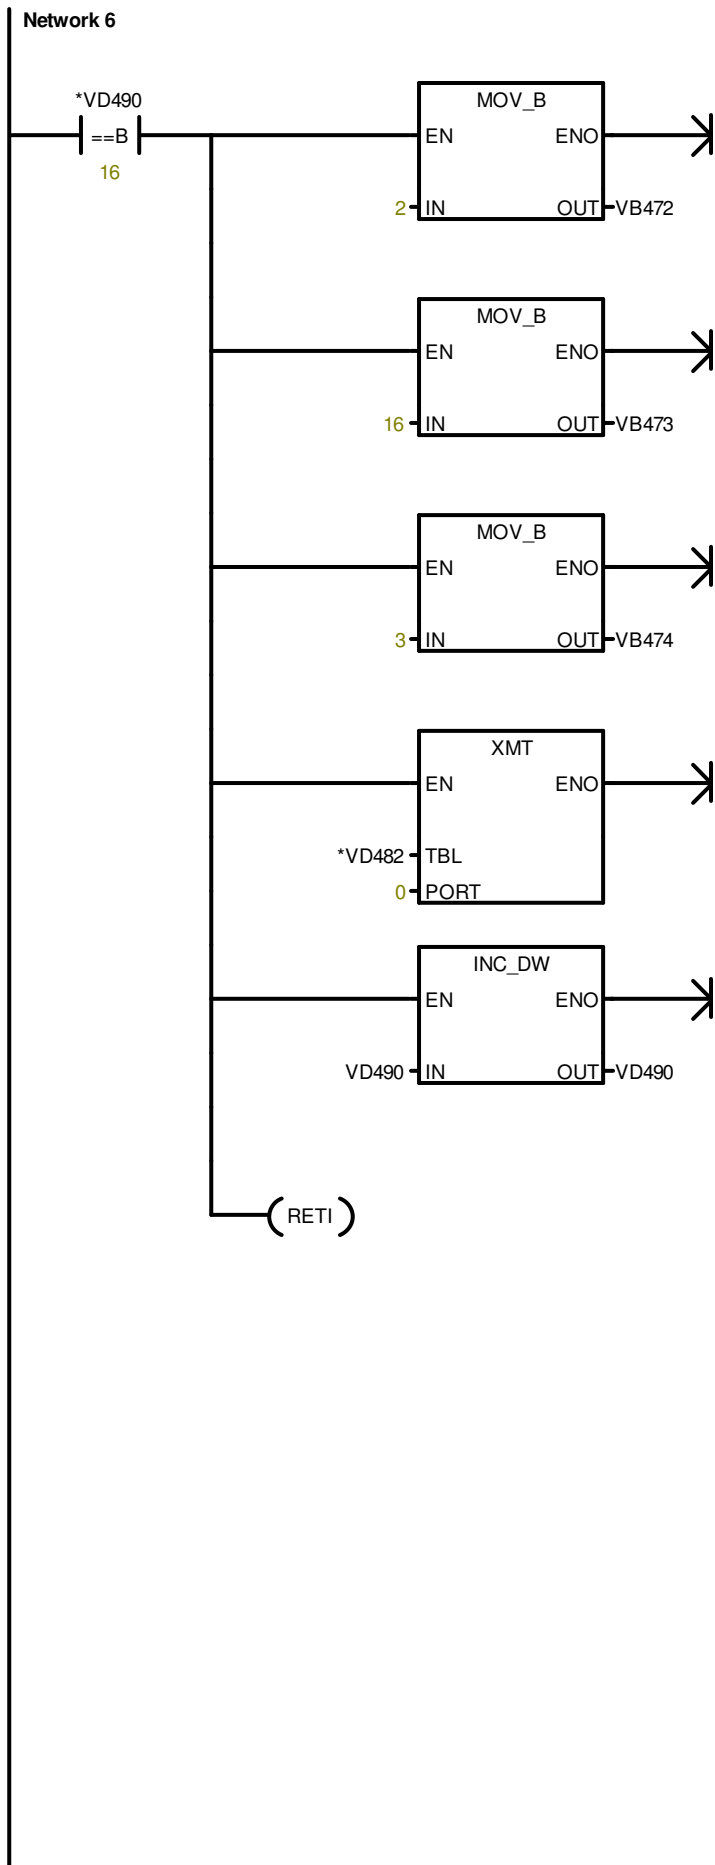 Network 6
*VD490
==B
16
MOV_B
EN ENO
2 IN OUT VB472
MOV_B
EN ENO
16 IN OUT VB473
MOV_B
EN ENO
3 IN OUT VB474
XMT
EN ENO
*VD482 TBL
0 PORT
INC_DW
EN ENO
VD490 IN OUT VD490
RETI